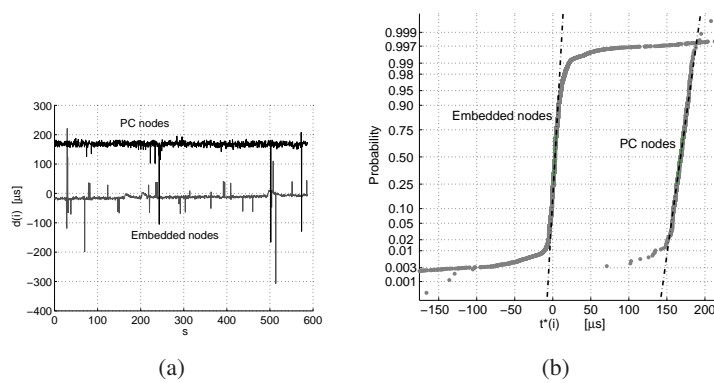 300
200
100
0
−100
−200
−300
−400
d(i) [µs]
PC nodes
Embedded nodes
0 100 200 300 400 500 600
s
(a)
0.999
0.997
0.99
0.98
0.95
0.90
0.75
0.50
0.25
0.10
0.05
0.02
0.01
0.003
0.001
Probability
Embedded nodes
PC nodes
−150 −100 −50 0 50 100 150 200
t*(i) [µs]
(b)